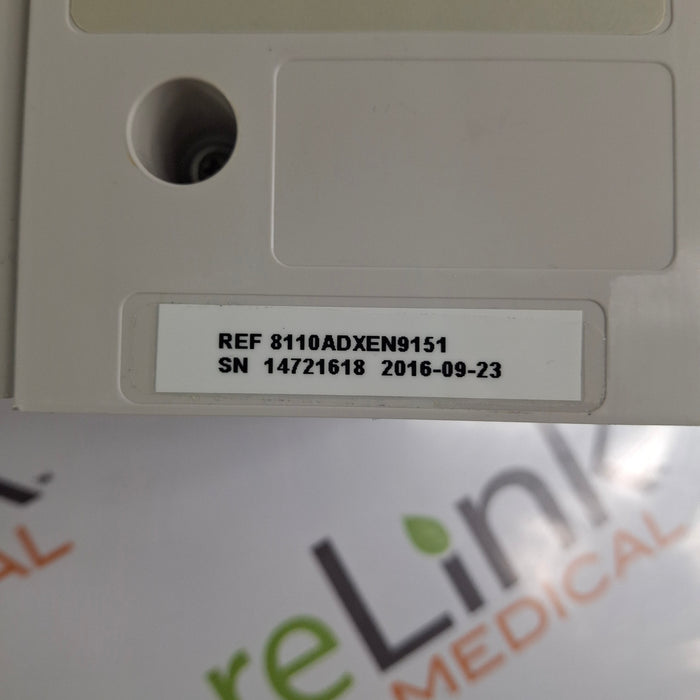 REF 8110ADXEN9151
SN 14721618 2016-09-23
reLink
MEDICAL